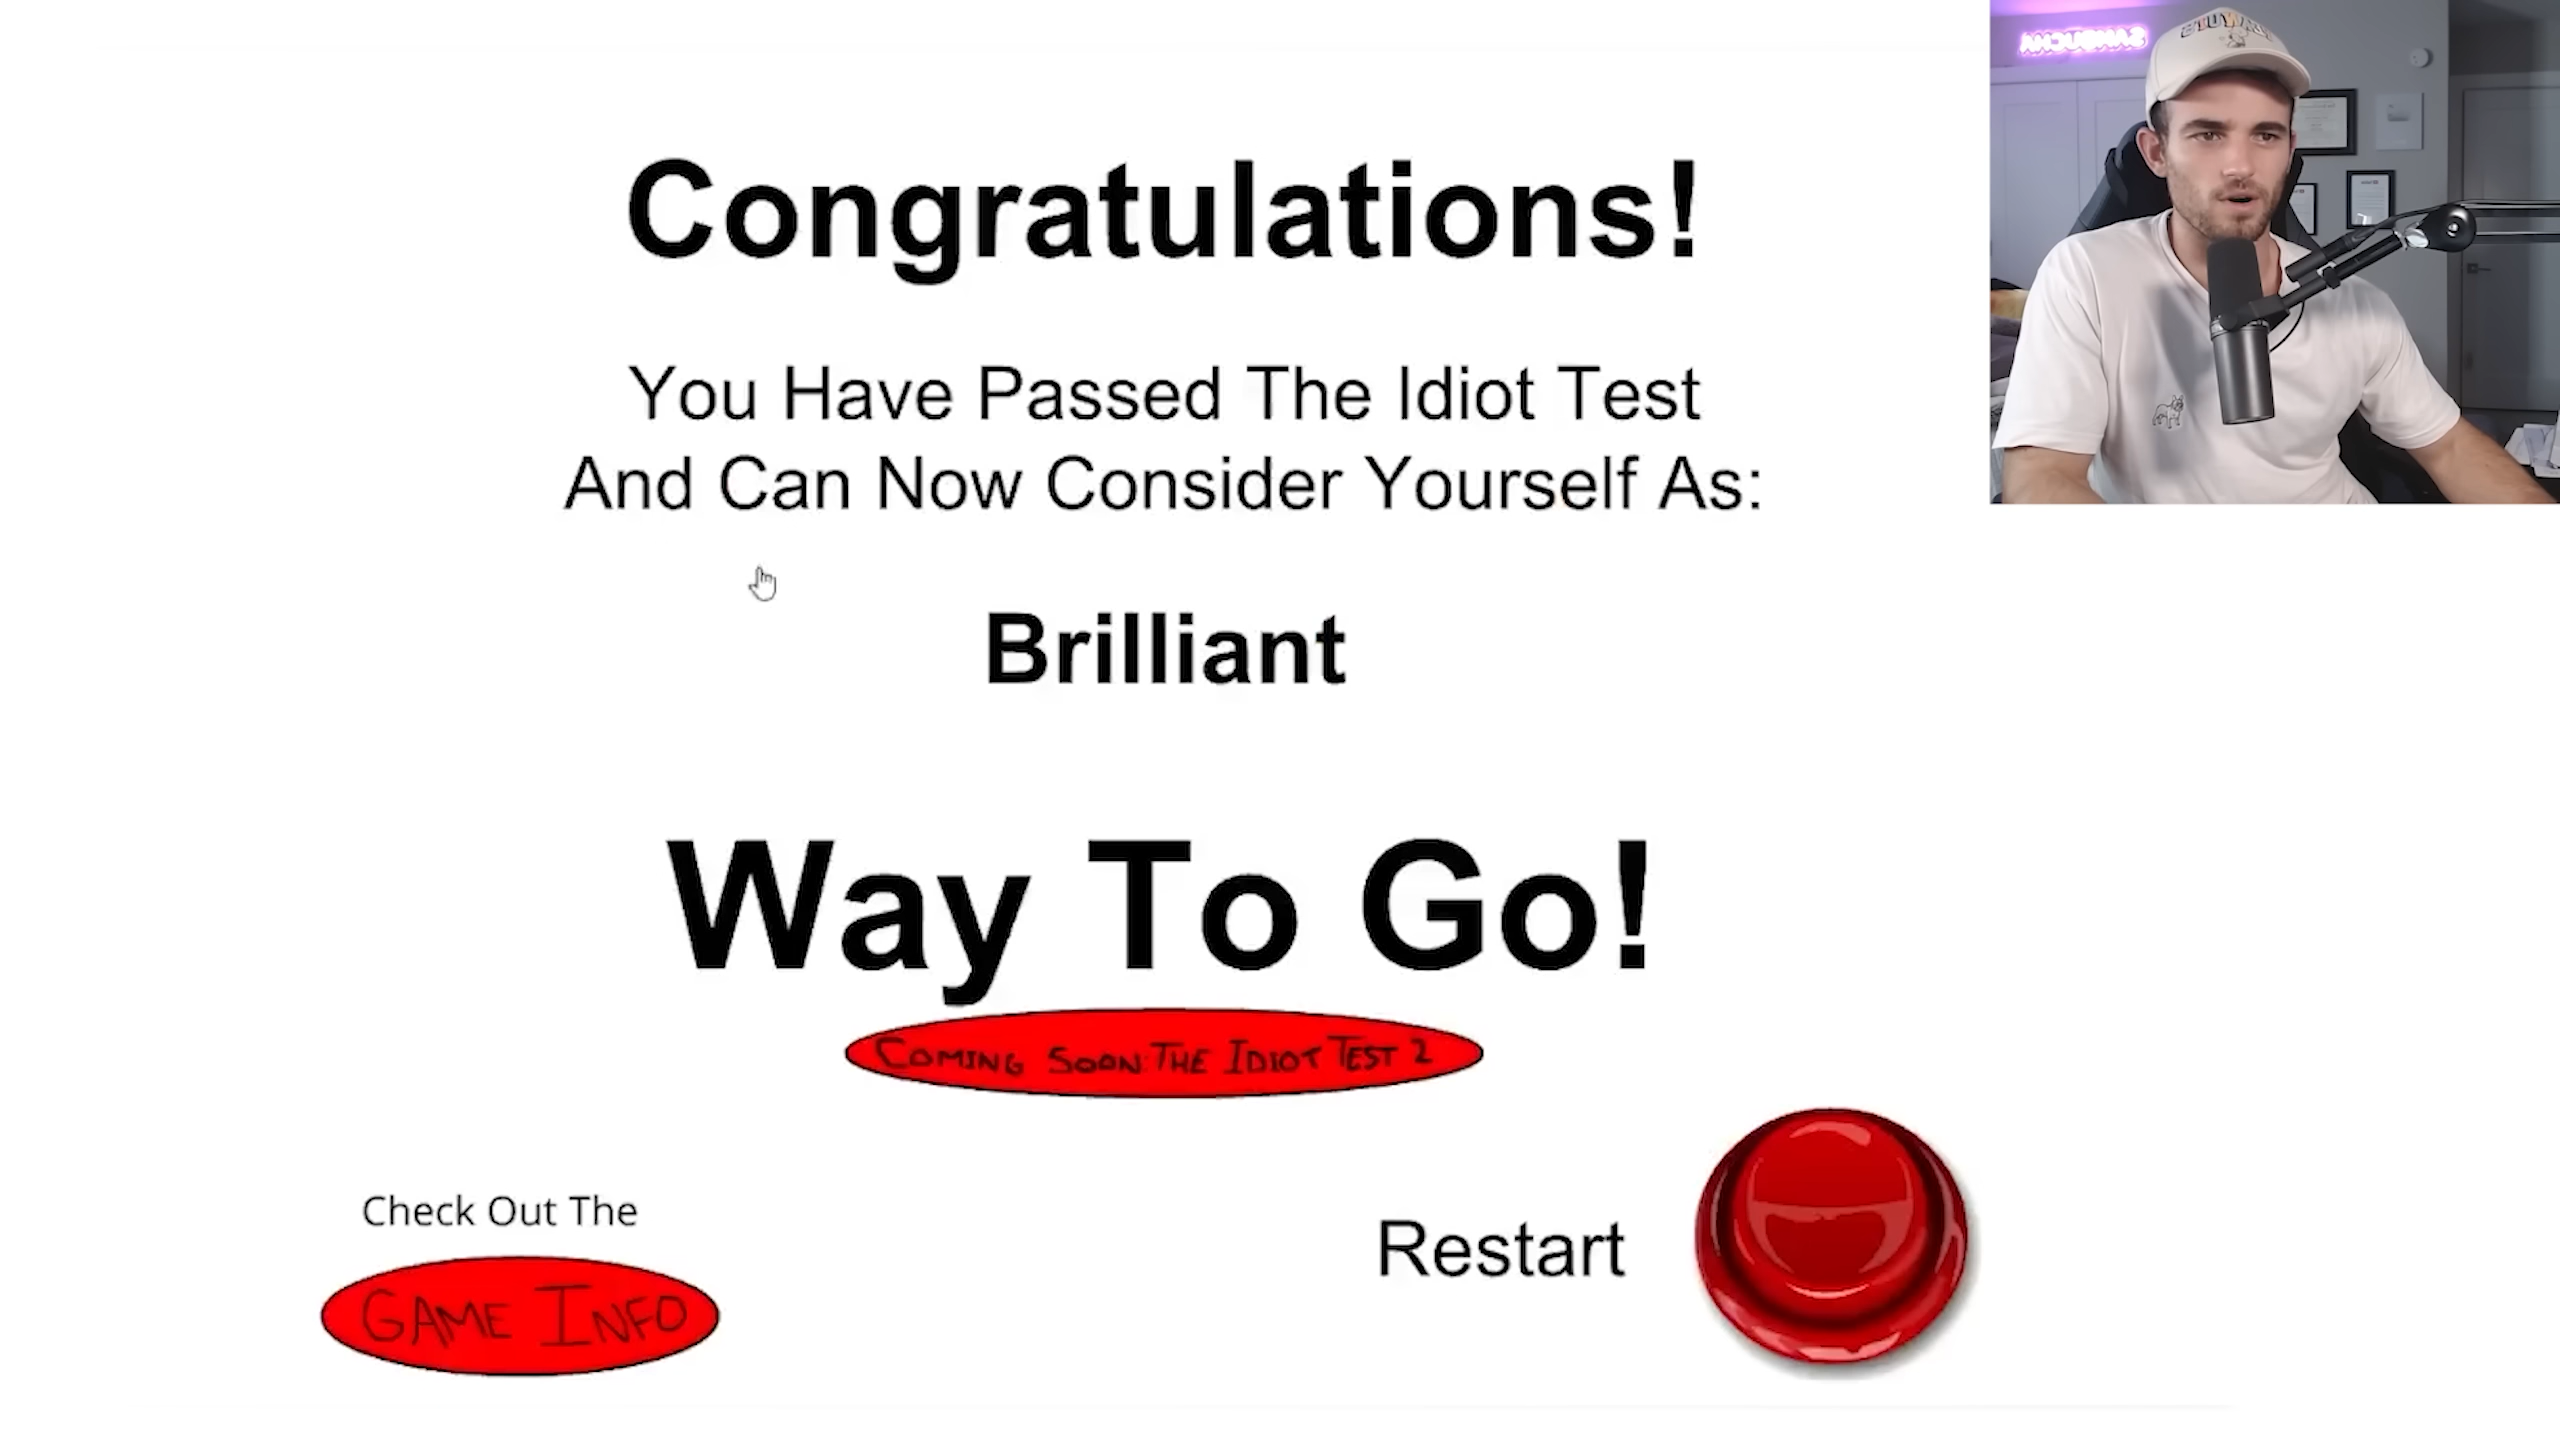 Congratulations!
You Have Passed The Idiot Test
And Can Now Consider Yourself As:
Brilliant
Way To Go!
COMING SOON: THE IDIOT TEST 2
Check Out The
GAME INFO
Restart